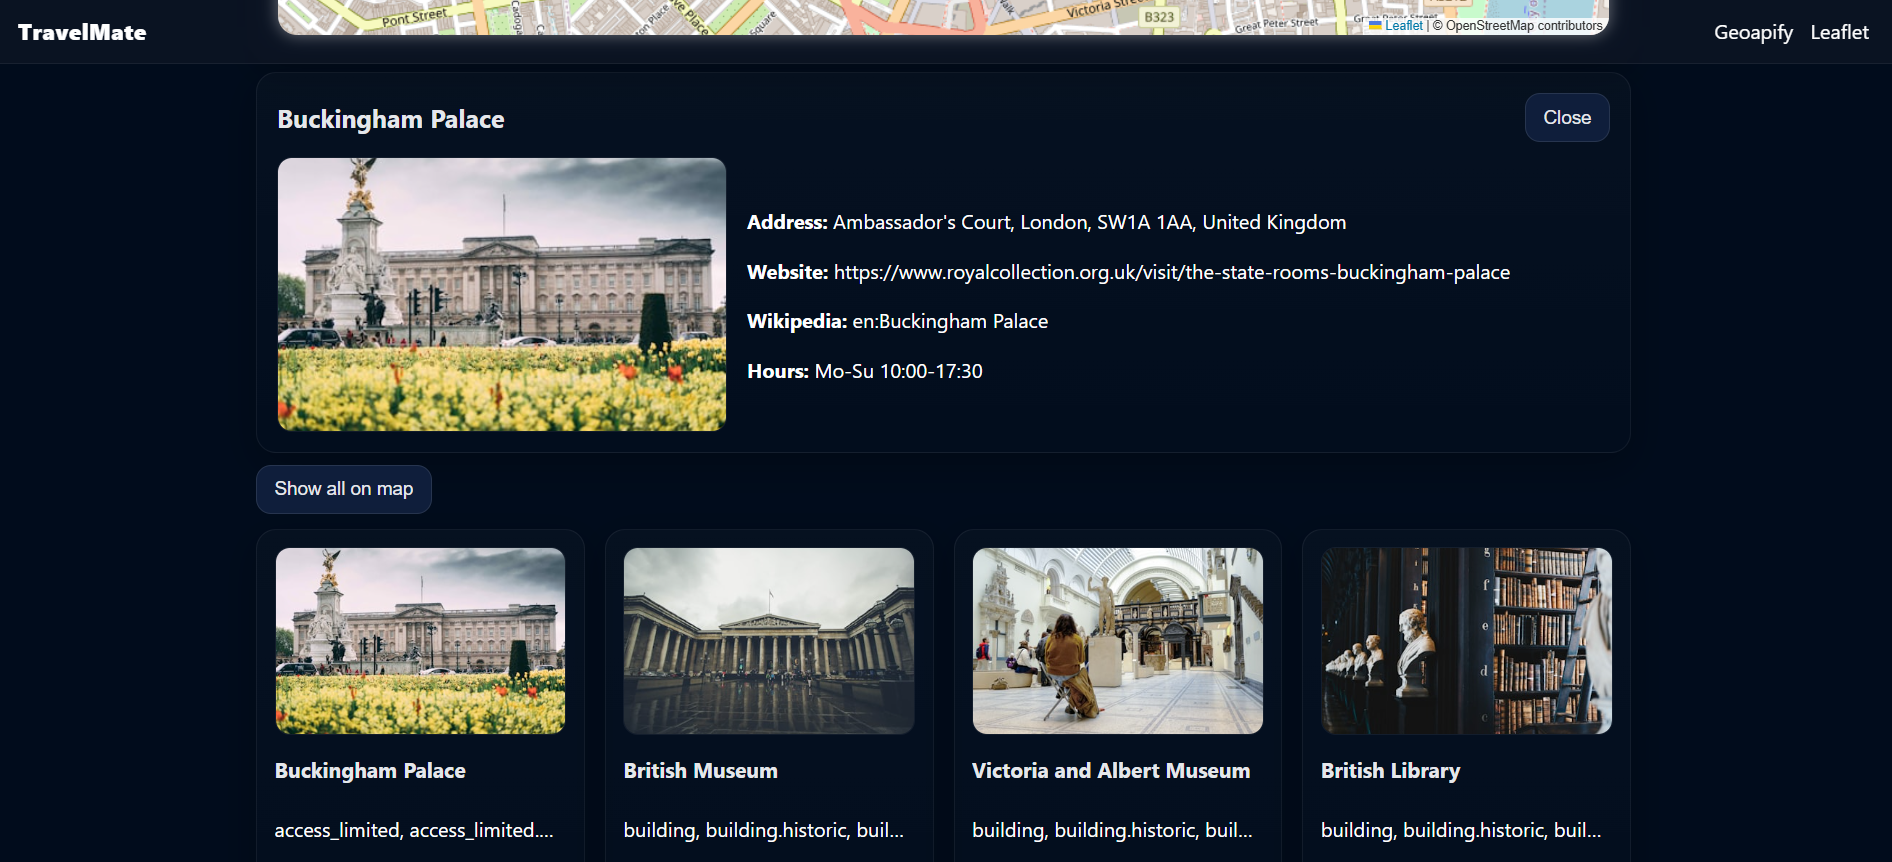 TravelMate
Pont Street
Victoria Stre
B323
Great Peter Street
Leaflet | © OpenStreetMap contributors
Geoapify Leaflet
Buckingham Palace
Close
Address: Ambassador's Court, London, SW1A 1AA, United Kingdom
Website: https://www.royalcollection.org.uk/visit/the-state-rooms-buckingham-palace
Wikipedia: en:Buckingham Palace
Hours: Mo-Su 10:00-17:30
Show all on map
Buckingham Palace
British Museum
Victoria and Albert Museum
British Library
access_limited, access_limited....
building, building.historic, buil...
building, building.historic, buil...
building, building.historic, buil...